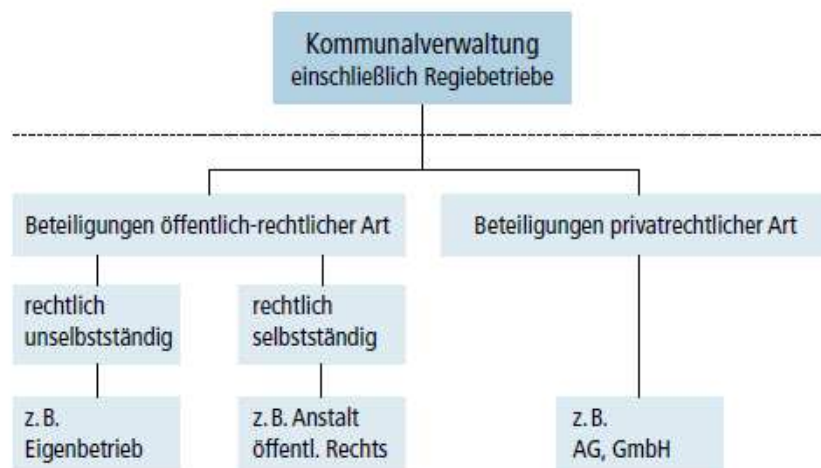 Kommunalverwaltung
einschließlich Regiebetriebe
Beteiligungen öffentlich-rechtlicher Art
Beteiligungen privatrechtlicher Art
rechtlich
unselbstständig
rechtlich
selbstständig
z. B.
Eigenbetrieb
z. B. Anstalt
öffentl. Rechts
z. B.
AG, GmbH